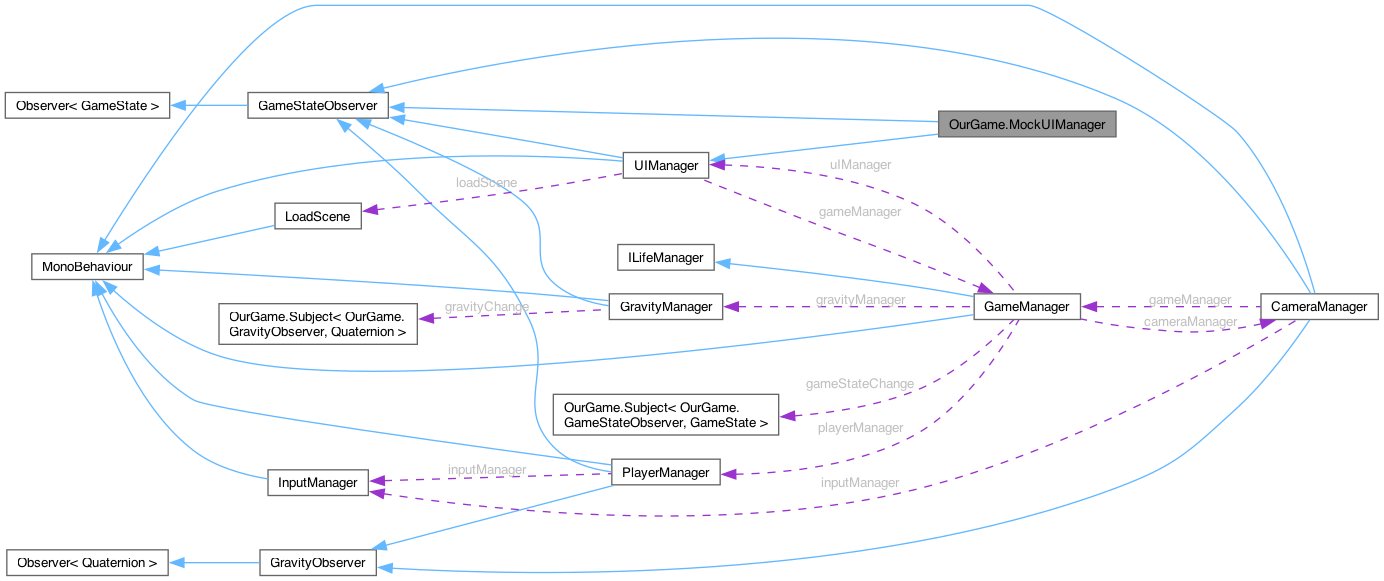 Observer< GameState >
GameStateObserver
OurGame.MockUIManager
UIManager
uIManager
loadScene
LoadScene
gameManager
ILifeManager
MonoBehaviour
OurGame.Subject< OurGame.
GravityObserver, Quaternion >
gravityChange
GravityManager
gravityManager
GameManager
gameManager
cameraManager
CameraManager
gameStateChange
OurGame.Subject< OurGame.
GameStateObserver, GameState >
playerManager
InputManager
inputManager
PlayerManager
inputManager
Observer< Quaternion >
GravityObserver